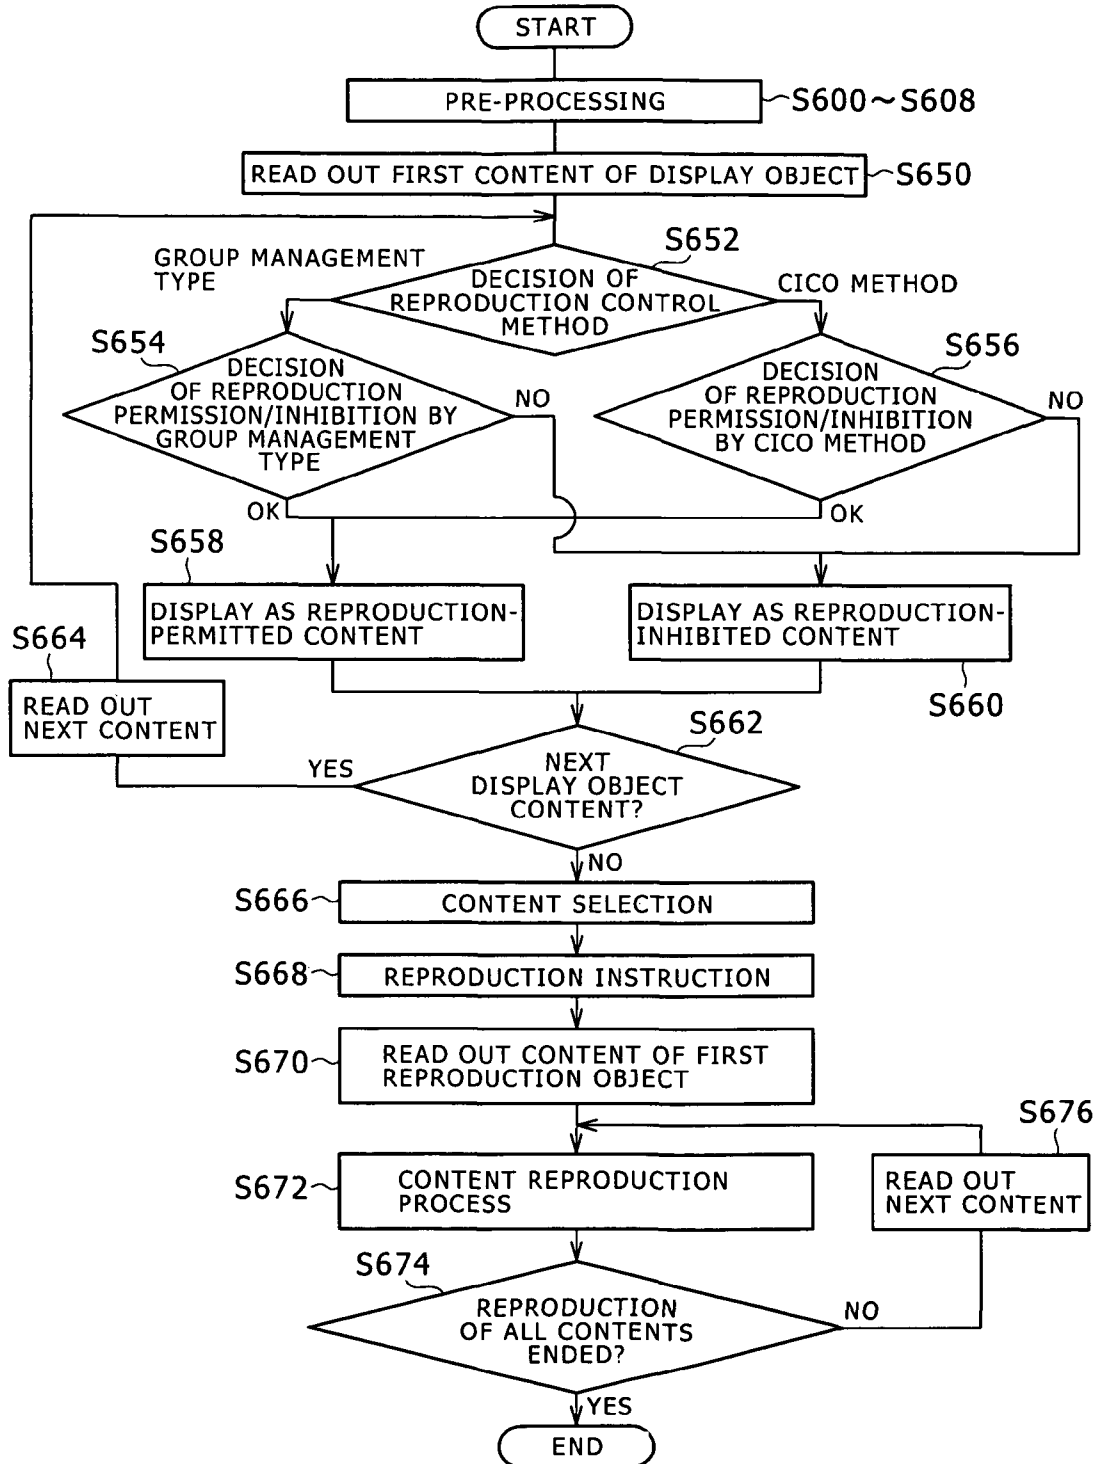 START
PRE-PROCESSING
S600~S608
READ OUT FIRST CONTENT OF DISPLAY OBJECT
S650
S652
GROUP MANAGEMENT
TYPE
DECISION OF
REPRODUCTION CONTROL
METHOD
CICO METHOD
S654
DECISION
OF REPRODUCTION
PERMISSION/INHIBITION BY
GROUP MANAGEMENT
TYPE
NO
OK
S656
DECISION
OF REPRODUCTION
PERMISSION/INHIBITION
BY CICO METHOD
NO
OK
S658
DISPLAY AS REPRODUCTION-
PERMITTED CONTENT
DISPLAY AS REPRODUCTION-
INHIBITED CONTENT
S660
S664
READ OUT
NEXT CONTENT
S662
YES
NEXT
DISPLAY OBJECT
CONTENT?
NO
S666
CONTENT SELECTION
S668
REPRODUCTION INSTRUCTION
S670
READ OUT CONTENT OF FIRST
REPRODUCTION OBJECT
S676
S672
CONTENT REPRODUCTION
PROCESS
READ OUT
NEXT CONTENT
S674
REPRODUCTION
OF ALL CONTENTS
ENDED?
NO
YES
END